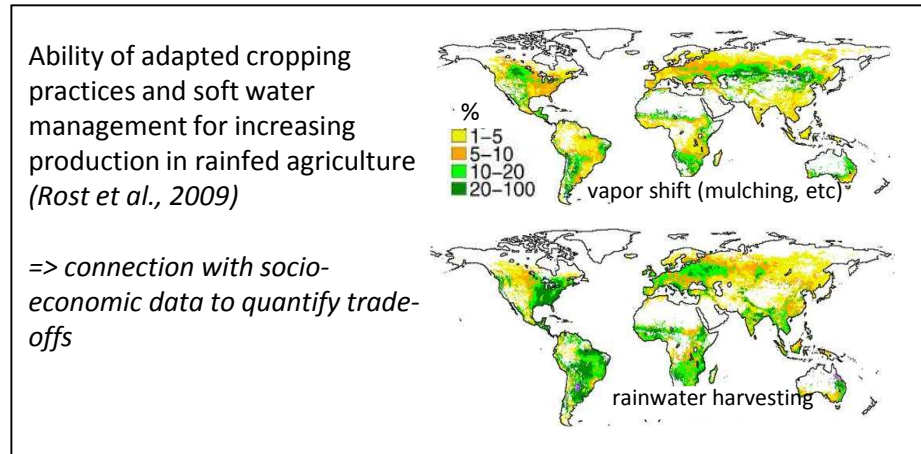 Ability of adapted cropping
practices and soft water
management for increasing
production in rainfed agriculture
(Rost et al., 2009)
=> connection with socio-
economic data to quantify trade-
offs
%
1–5
5–10
10–20
20–100
vapor shift (mulching, etc)
rainwater harvesting